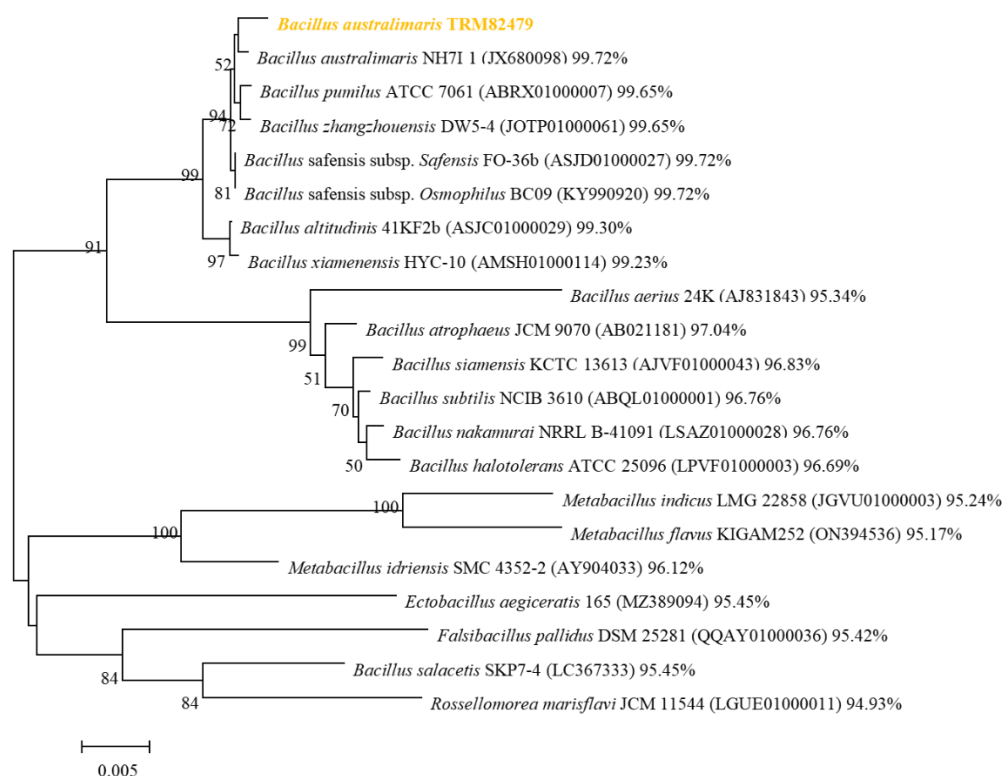 Bacillus australimaris TRM82479
Bacillus australimaris NH7I 1 (JX680098) 99.72%
52
Bacillus pumilus ATCC 7061 (ABRX01000007) 99.65%
94
72
Bacillus zhangzhouensis DW5-4 (JOTP01000061) 99.65%
Bacillus safensis subsp. Safensis FO-36b (ASJD01000027) 99.72%
99
81
Bacillus safensis subsp. Osmophilus BC09 (KY990920) 99.72%
Bacillus altitudinis 41KF2b (ASJC01000029) 99.30%
91
97
Bacillus xiamenensis HYC-10 (AMSH01000114) 99.23%
Bacillus aerius 24K (AJ831843) 95.34%
Bacillus atrophaeus JCM 9070 (AB021181) 97.04%
99
Bacillus siamensis KCTC 13613 (AJVF01000043) 96.83%
51
Bacillus subtilis NCIB 3610 (ABQL01000001) 96.76%
70
Bacillus nakamurai NRRL B-41091 (LSAZ01000028) 96.76%
50
Bacillus halotolerans ATCC 25096 (LPVF01000003) 96.69%
Metabacillus indicus LMG 22858 (JGVU01000003) 95.24%
100
100
Metabacillus flavus KIGAM252 (ON394536) 95.17%
Metabacillus idriensis SMC 4352-2 (AY904033) 96.12%
Ectobacillus aegiceratis 165 (MZ389094) 95.45%
Falsibacillus pallidus DSM 25281 (QQAY01000036) 95.42%
84
Bacillus salacetis SKP7-4 (LC367333) 95.45%
84
Rossellomorea marisflavi JCM 11544 (LGUE01000011) 94.93%
0.005